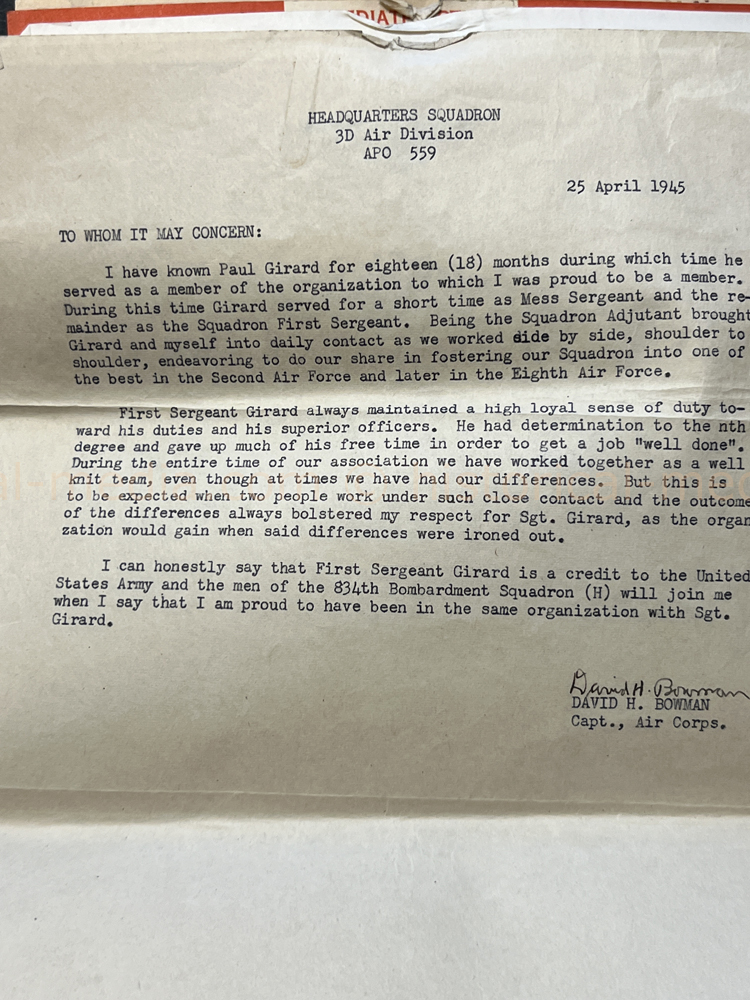 HEADQUARTERS SQUADRON
3D Air Division
APO 559
25 April 1945
TO WHOM IT MAY CONCERN:
I have known Paul Girard for eighteen (18) months during which time he
served as a member of the organization to which I was proud to be a member.
During this time Girard served for a short time as Mess Sergeant and the re-
mainder as the Squadron First Sergeant. Being the Squadron Adjutant brought
Girard and myself into daily contact as we worked side by side, shoulder to
shoulder, endeavoring to do our share in fostering our Squadron into one of
the best in the Second Air Force and later in the Eighth Air Force.
First Sergeant Girard always maintained a high loyal sense of duty to-
ward his duties and his superior officers. He had determination to the nth
degree and gave up much of his free time in order to get a job "well done".
During the entire time of our association we have worked together as a well
knit team, even though at times we have had our differences. But this is
to be expected when two people work under such close contact and the outcome
of the differences always bolstered my respect for Sgt. Girard, as the organ
zation would gain when said differences were ironed out.
I can honestly say that First Sergeant Girard is a credit to the United
States Army and the men of the 834th Bombardment Squadron (H) will join me
when I say that I am proud to have been in the same organization with Sgt.
Girard.
David H. Bowman
DAVID H. BOWMAN
Capt., Air Corps.